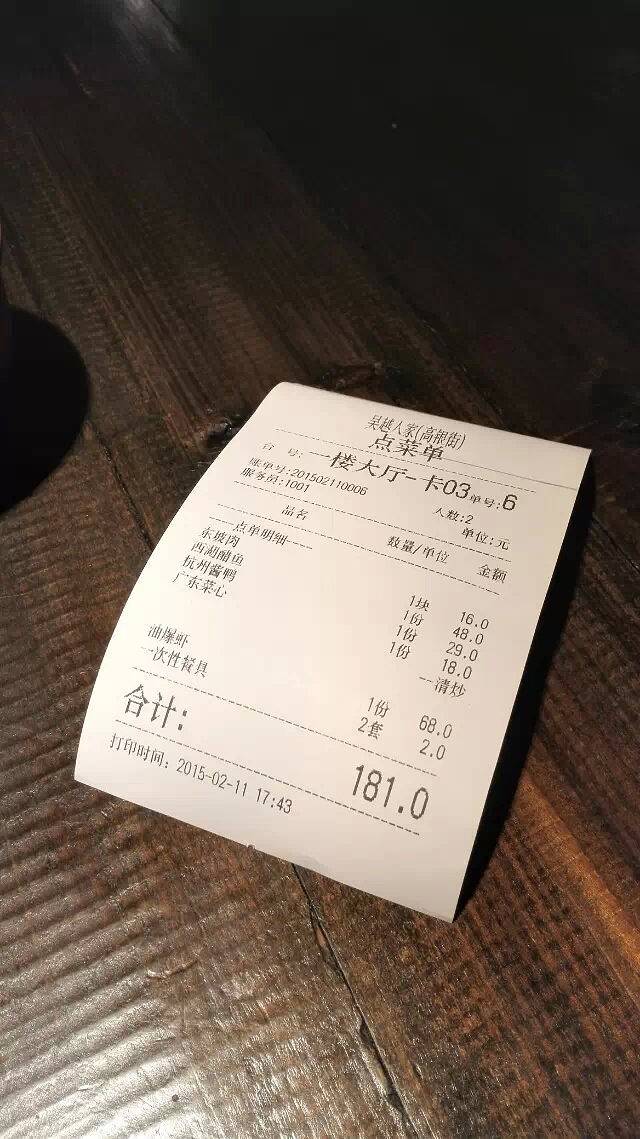 吴越人家(高银街)
点菜单
台 号:一楼大厅-卡03 单号:6
账单号:201502110006 人数:2
服务员:1001 单位:元
品名 数量/单位 金额
——点单明细——
东坡肉 1块 16.0
西湖醋鱼 1份 48.0
杭州酱鸭 1份 29.0
广东菜心 1份 18.0
—清炒
油爆虾 1份 68.0
一次性餐具 2套 2.0
合计: 181.0
打印时间: 2015-02-11 17:43